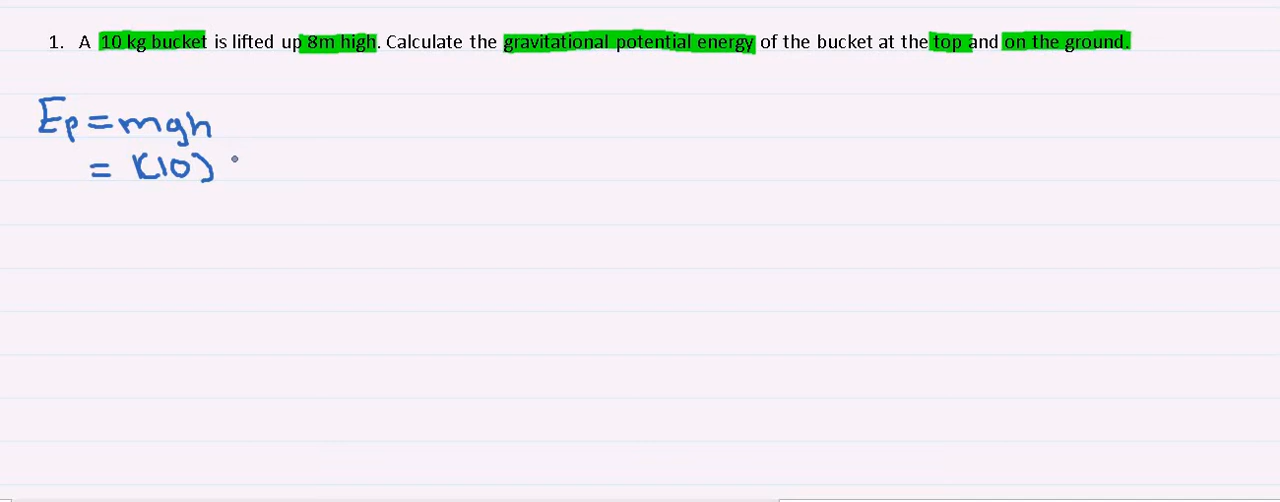 1. A 10 kg bucket is lifted up 8m high. Calculate the gravitational potential energy of the bucket at the top and on the ground.
Ep = mgh
= (10)